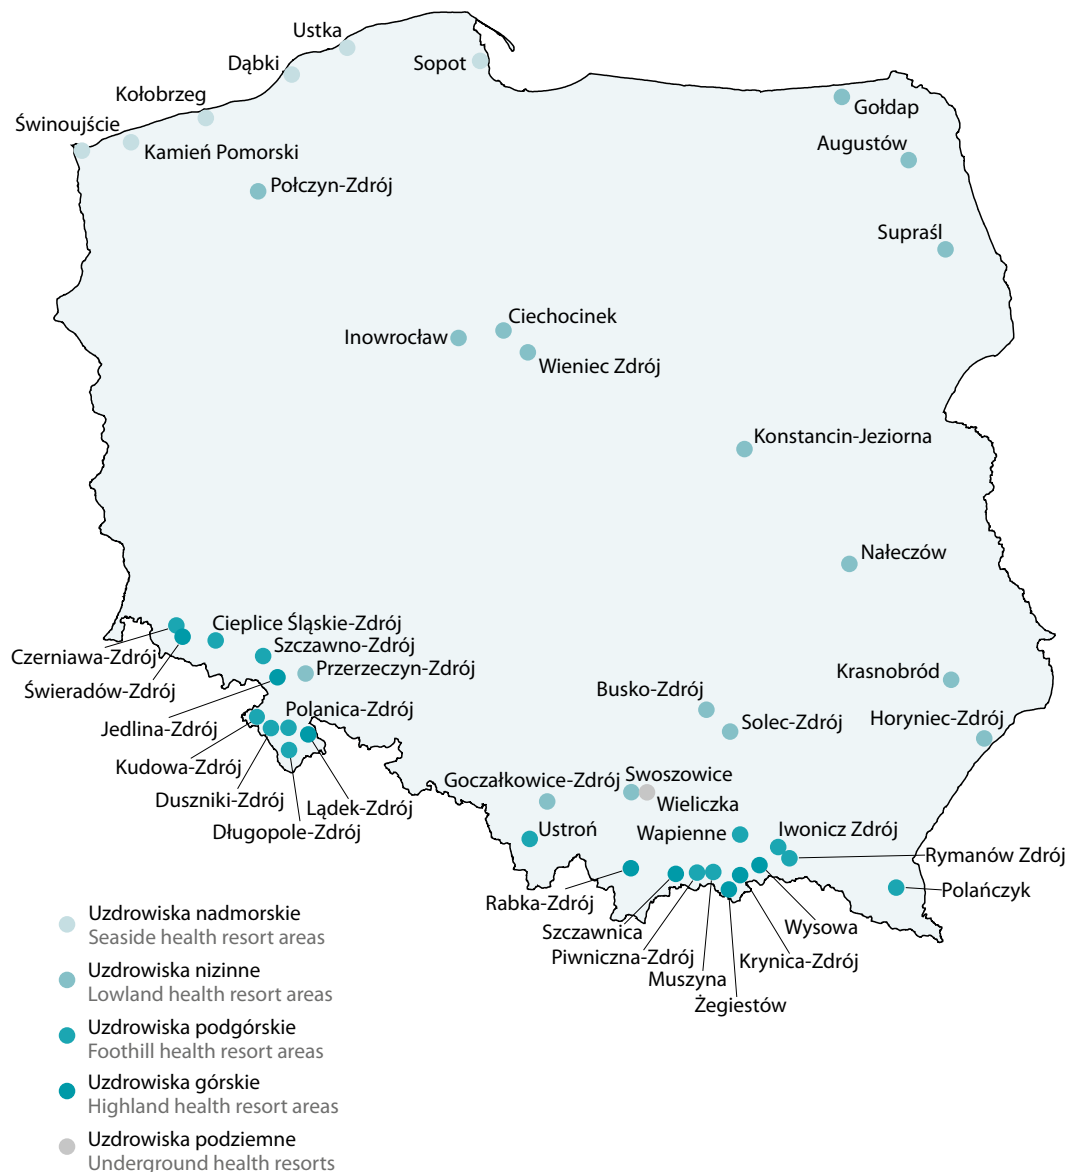 Ustka
Dąbki
Sopot
Kołobrzeg
Gołdap
Świnoujście
Kamień Pomorski
Augustów
Połczyn-Zdrój
Supraśl
Ciechocinek
Inowrocław
Wieniec Zdrój
Konstancin-Jeziorna
Nałeczów
Cieplice Śląskie-Zdrój
Szczawno-Zdrój
Czerniawa-Zdrój
Przerzeczyn-Zdrój
Krasnobród
Świeradów-Zdrój
Busko-Zdrój
Polanica-Zdrój
Horyniec-Zdrój
Jedlina-Zdrój
Solec-Zdrój
Kudowa-Zdrój
Goczałkowice-Zdrój
Swoszowice
Duszniki-Zdrój
Lądek-Zdrój
Wieliczka
Długopole-Zdrój
Ustroń
Wapienne
Iwonicz Zdrój
Rymanów Zdrój
Polańczyk
Rabka-Zdrój
Szczawnica
Wysowa
Piwniczna-Zdrój
Krynica-Zdrój
Muszyna
Żegiestów
Uzdrowiska nadmorskie
Seaside health resort areas
Uzdrowiska nizinne
Lowland health resort areas
Uzdrowiska podgórskie
Foothill health resort areas
Uzdrowiska górskie
Highland health resort areas
Uzdrowiska podziemne
Underground health resorts